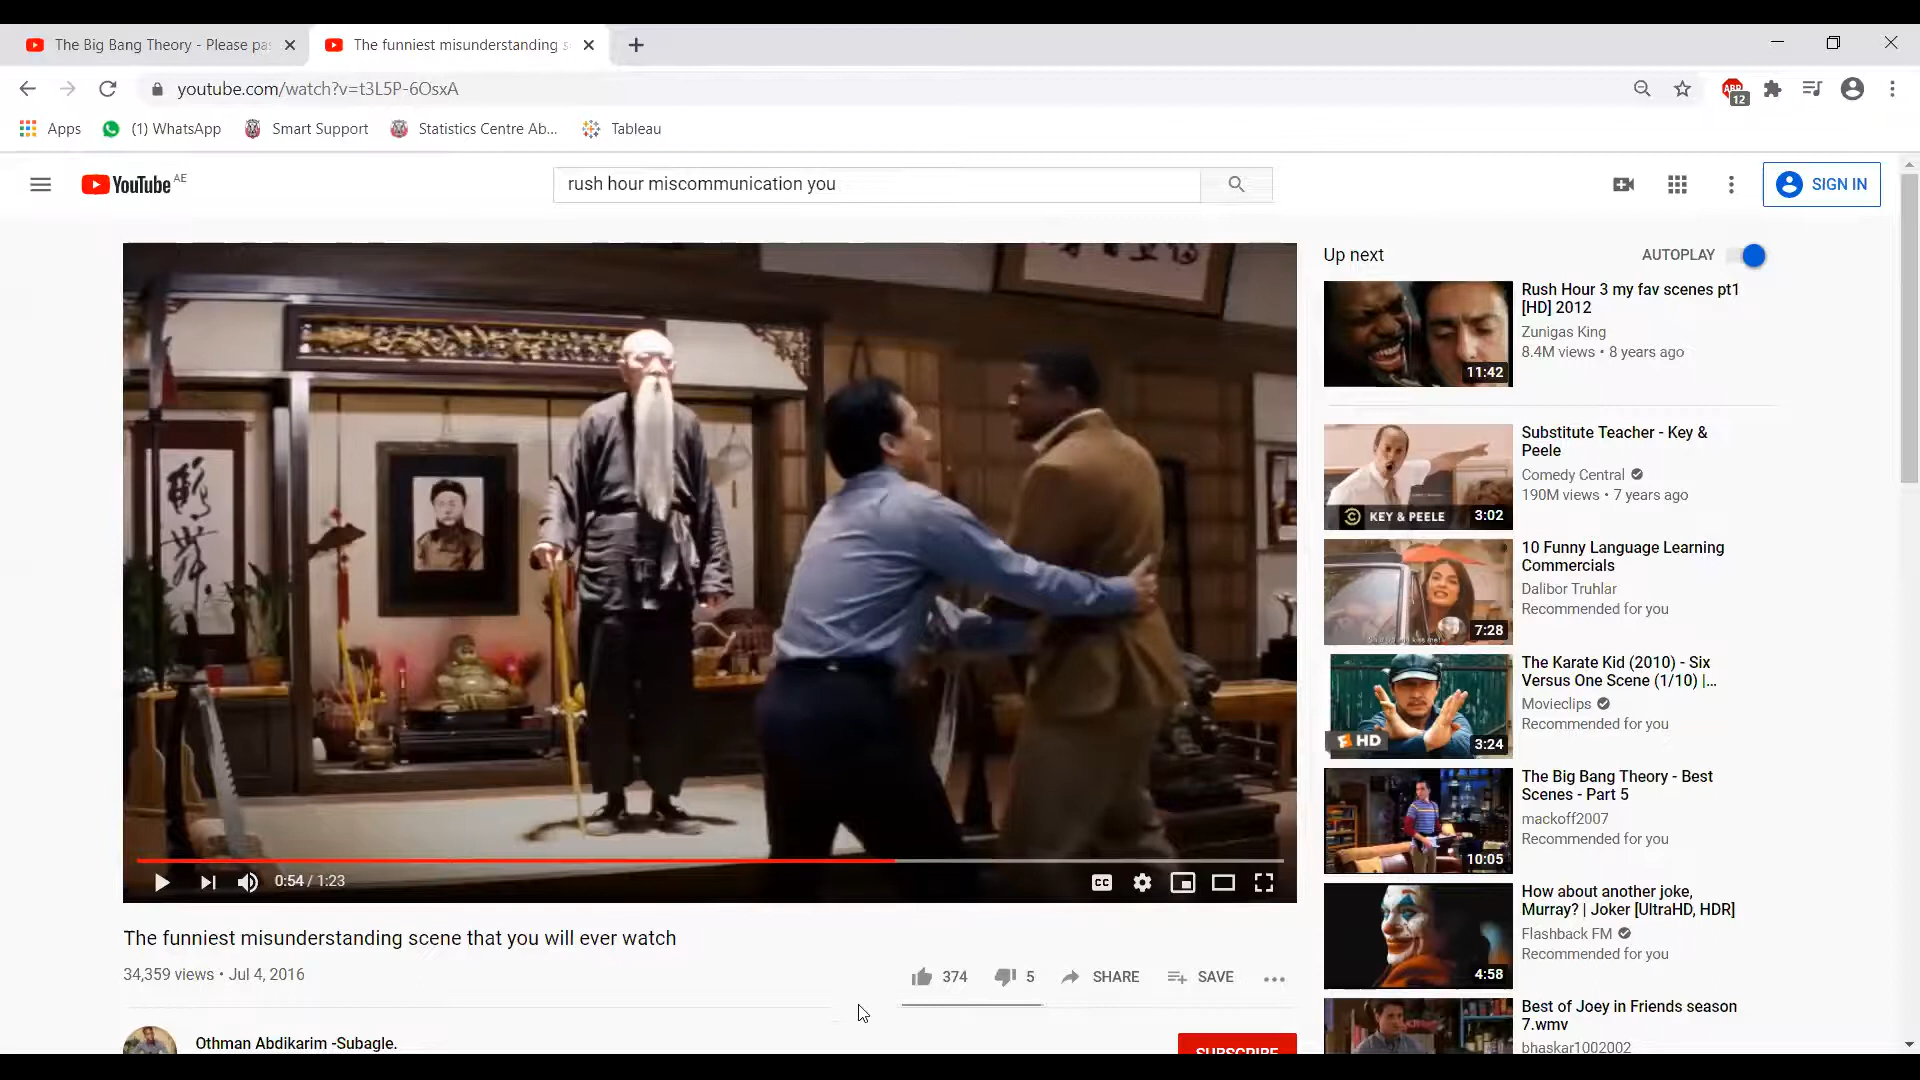 The Big Bang Theory - Please pa
The funniest misunderstanding s
youtube.com/watch?v=t3L5P-6OsxA
ABP
12
Apps
(1) WhatsApp
Smart Support
Statistics Centre Ab...
Tableau
YouTube AE
rush hour miscommunication you
SIGN IN
Up next
AUTOPLAY
Rush Hour 3 my fav scenes pt1
[HD] 2012
Zunigas King
8.4M views • 8 years ago
11:42
Substitute Teacher - Key &
Peele
Comedy Central
190M views • 7 years ago
KEY & PEELE
3:02
10 Funny Language Learning
Commercials
Dalibor Truhlar
Recommended for you
7:28
The Karate Kid (2010) - Six
Versus One Scene (1/10) |...
Movieclips
Recommended for you
HD
3:24
The Big Bang Theory - Best
Scenes - Part 5
mackoff2007
Recommended for you
10:05
How about another joke,
Murray? | Joker [UltraHD, HDR]
Flashback FM
Recommended for you
4:58
Best of Joey in Friends season
7.wmv
bhaskar1002002
0:54 / 1:23
CC
The funniest misunderstanding scene that you will ever watch
34,359 views • Jul 4, 2016
374
5
SHARE
SAVE
Othman Abdikarim -Subagle.
SUBSCRIBE